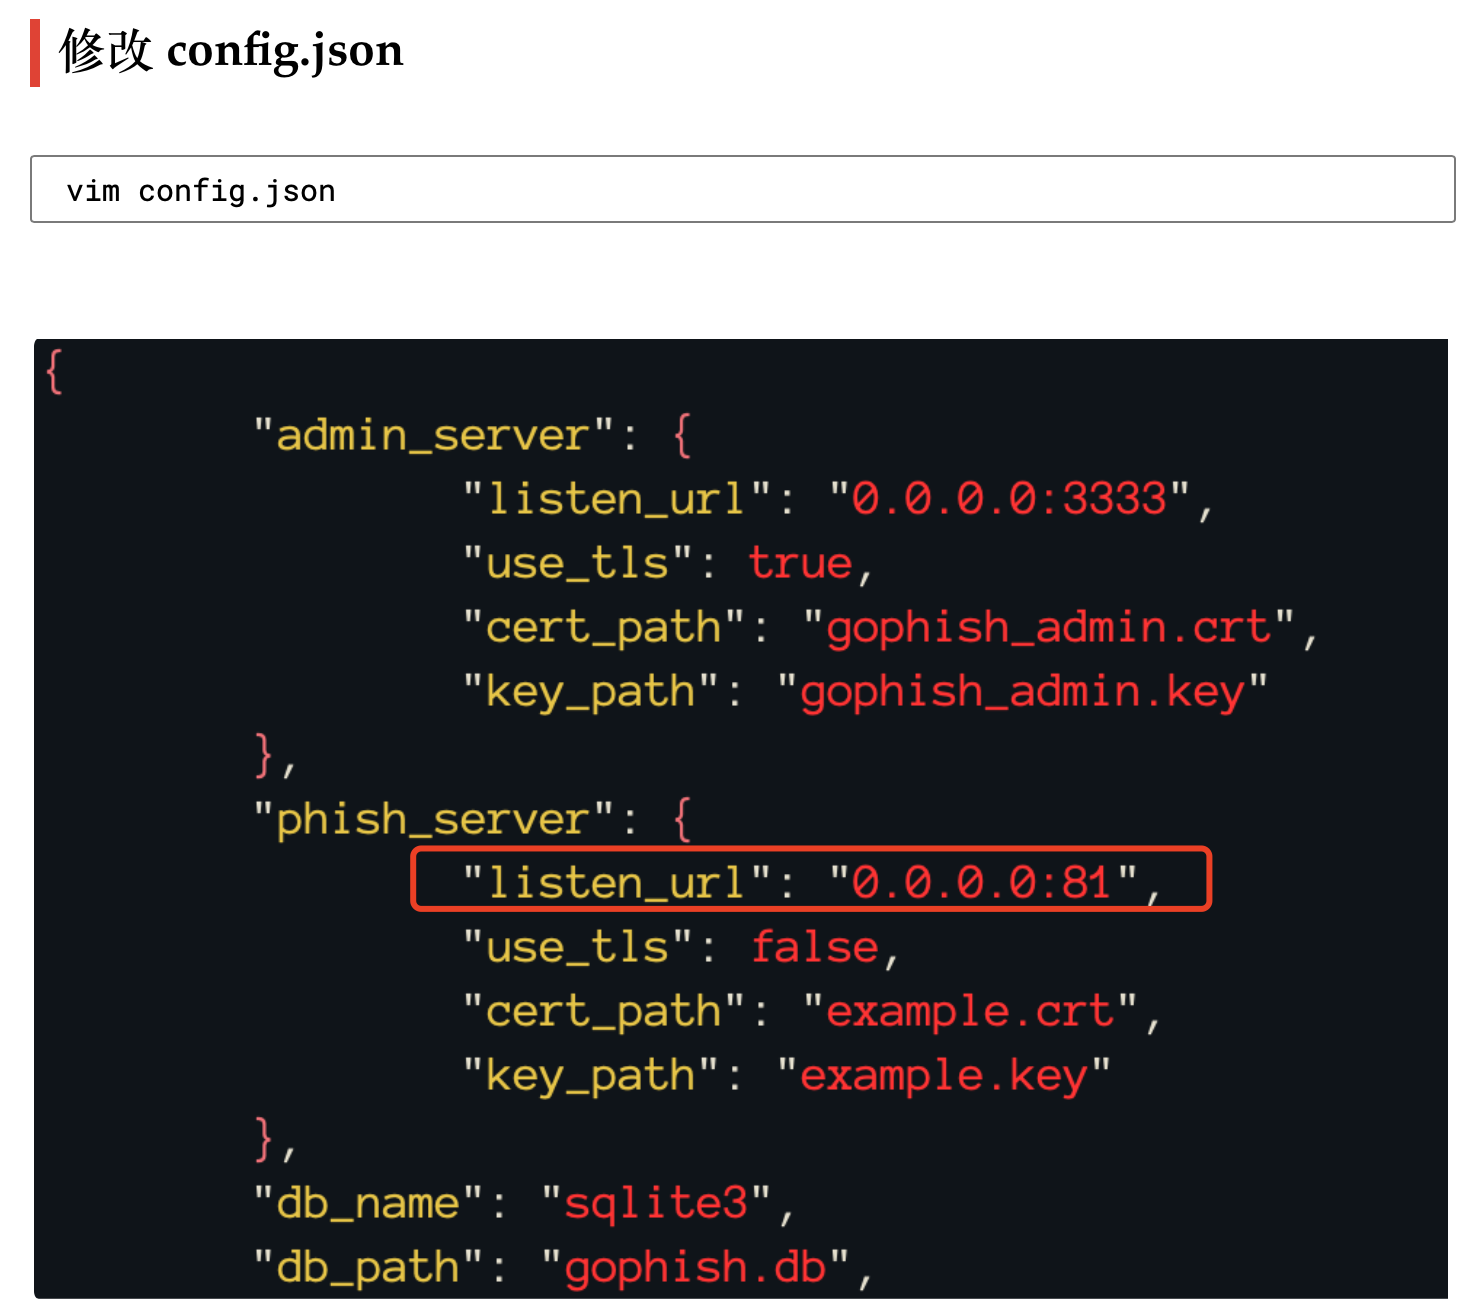 修改 config.json
vim config.json
{
"admin_server": {
"listen_url": "0.0.0.0:3333",
"use_tls": true,
"cert_path": "gophish_admin.crt",
"key_path": "gophish_admin.key"
},
"phish_server": {
"listen_url": "0.0.0.0:81",
"use_tls": false,
"cert_path": "example.crt",
"key_path": "example.key"
},
"db_name": "sqlite3",
"db_path": "gophish.db",